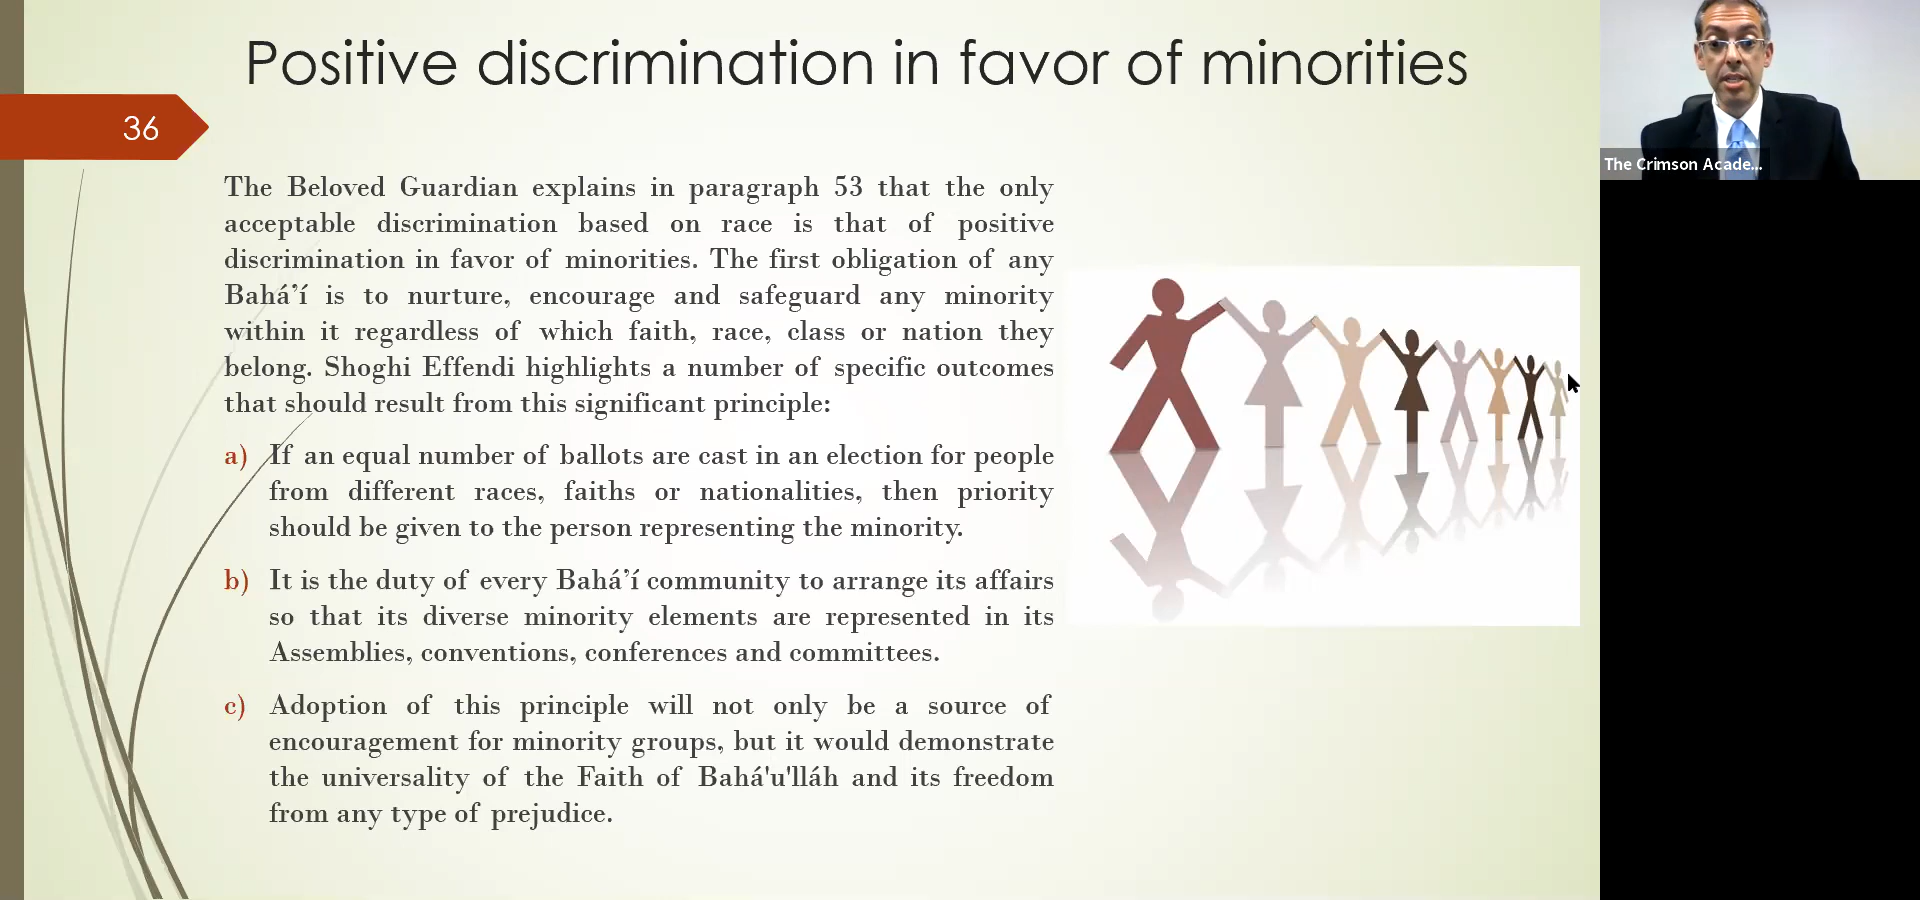 Positive discrimination in favor of minorities
36
The Crimson Acade...
The Beloved Guardian explains in paragraph 53 that the only
acceptable discrimination based on race is that of positive
discrimination in favor of minorities. The first obligation of any
Bahá’í is to nurture, encourage and safeguard any minority
within it regardless of which faith, race, class or nation they
belong. Shoghi Effendi highlights a number of specific outcomes
that should result from this significant principle:
a) If an equal number of ballots are cast in an election for people
from different races, faiths or nationalities, then priority
should be given to the person representing the minority.
b) It is the duty of every Bahá’í community to arrange its affairs
so that its diverse minority elements are represented in its
Assemblies, conventions, conferences and committees.
c) Adoption of this principle will not only be a source of
encouragement for minority groups, but it would demonstrate
the universality of the Faith of Bahá'u'lláh and its freedom
from any type of prejudice.